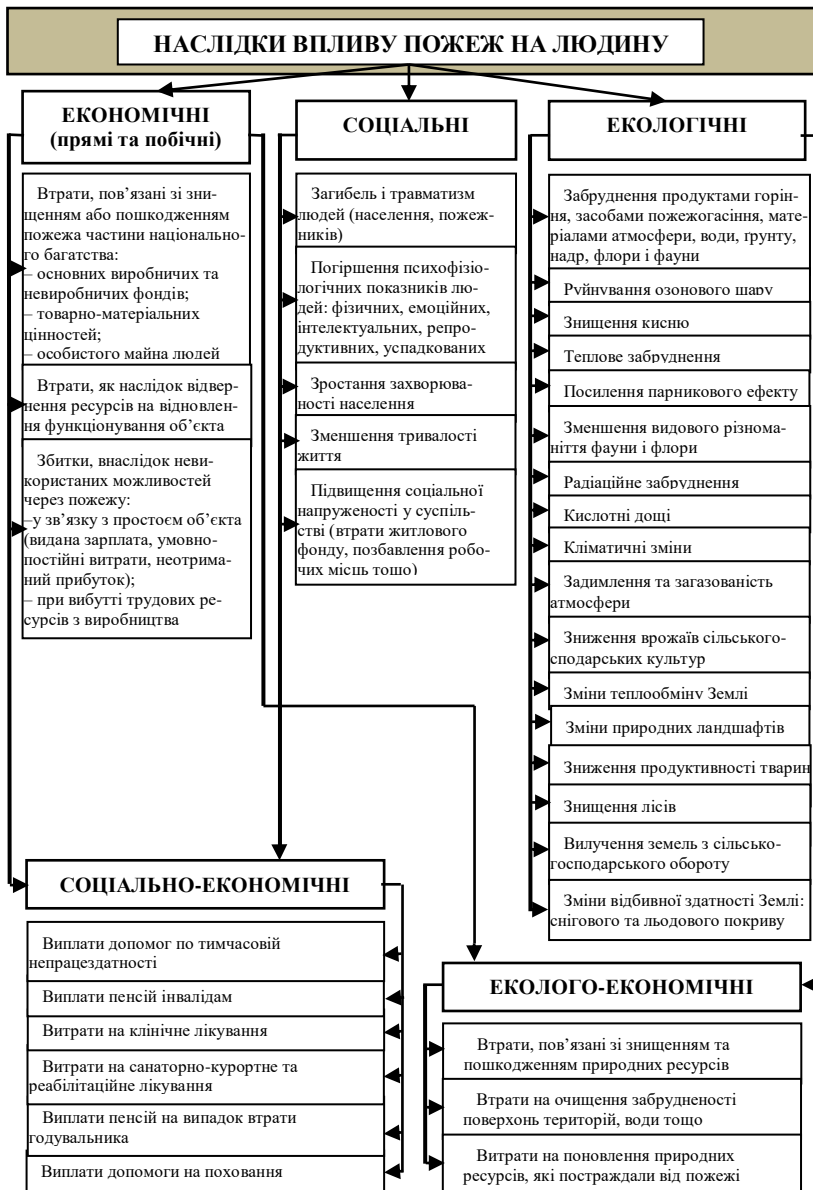 НАСЛІДКИ ВПЛИВУ ПОЖЕЖ НА ЛЮДИНУ
ЕКОНОМІЧНІ
(прямі та побічні)
Втрати, пов’язані зі зни-
щенням або пошкодженням
пожежа частини національно-
го багатства:
– основних виробничих та
невиробничих фондів;
– товарно-матеріальних
цінностей;
– особистого майна людей
Втрати, як наслідок відвер-
нення ресурсів на відновлен-
ня функціонування об’єкта
Збитки, внаслідок неви-
користаних можливостей
через пожежу:
–у зв’язку з простоєм об’єкта
(видана зарплата, умовно-
постійні витрати, неотрима-
ний прибуток);
– при вибутті трудових ре-
сурсів з виробництва
СОЦІАЛЬНІ
Загибель і травматизм
людей (населення, пожеж-
ників)
Погіршення психофізіо-
логічних показників лю-
дей: фізичних, емоційних,
інтелектуальних, репро-
дуктивних, успадкованих
Зростання захворюва-
ності населення
Зменшення тривалості
життя
Підвищення соціальної
напруженості у суспіль-
стві (втрати житлового
фонду, позбавлення робо-
чих місць тошо)
ЕКОЛОГІЧНІ
Забруднення продуктами горін-
ня, засобами пожежогасіння, мате-
ріалами атмосфери, води, ґрунту,
надр, флори і фауни
Руйнування озонового шару
Знищення кисню
Теплове забруднення
Посилення парникового ефекту
Зменшення видового різнома-
ніття фауни і флори
Радіаційне забруднення
Кислотні дощі
Кліматичні зміни
Задимлення та загазованість
атмосфери
Зниження врожаїв сільського-
сподарських культур
Зміни теплообміну Землі
Зміни природних ландшафтів
Зниження продуктивності тварин
Знищення лісів
Вилучення земель з сільсько-
господарського обороту
Зміни відбивної здатності Землі:
снігового та льодового покриву
СОЦІАЛЬНО-ЕКОНОМІЧНІ
Виплати допомог по тимчасовій
непрацездатності
Виплати пенсій інвалідам
Витрати на клінічне лікування
Витрати на санаторно-курортне та
реабілітаційне лікування
Виплати пенсій на випадок втрати
годувальника
Виплати допомоги на поховання
ЕКОЛОГО-ЕКОНОМІЧНІ
Втрати, пов’язані зі знищенням та
пошкодженням природних ресурсів
Втрати на очищення забрудненості
поверхонь територій, води тощо
Витрати на поновлення природних
ресурсів, які постраждали від пожежі